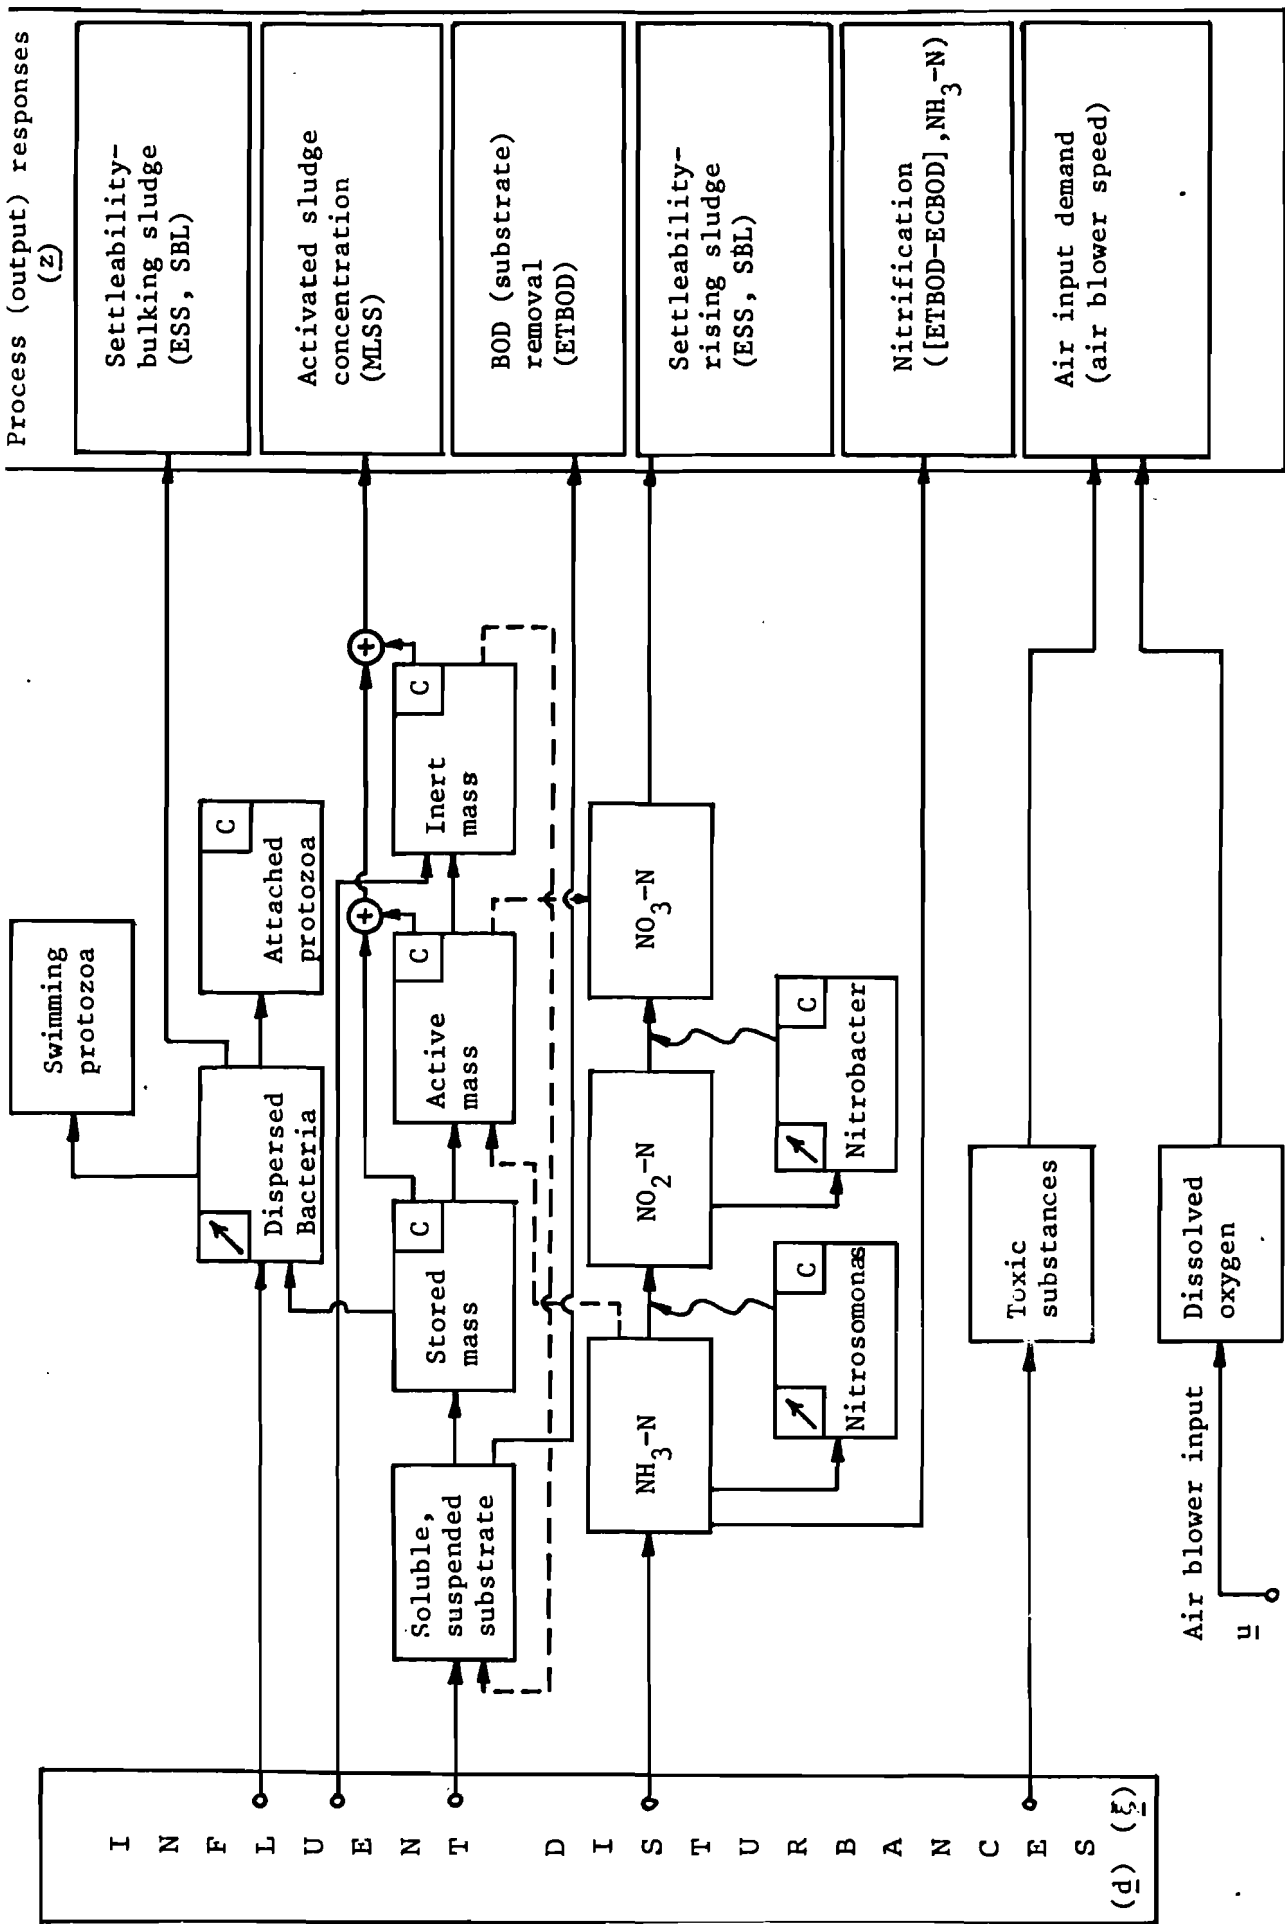 Process (output) responses
(z)
Settleability-
bulking sludge
(ESS, SBL)
Activated sludge
concentration
(MLSS)
BOD (substrate)
removal
(ETBOD)
Settleability-
rising sludge
(ESS, SBL)
Nitrification
([ETBOD-ECBOD],NH3-N)
Air input demand
(air blower speed)
Swimming
protozoa
Dispersed
Bacteria
C
Attached
protozoa
Soluble,
suspended
substrate
C
Stored
mass
C
Active
mass
C
Inert
mass
+
+
NH3-N
NO2-N
NO3-N
C
Nitrosomonas
C
Nitrobacter
Toxic
substances
Dissolved
oxygen
Air blower input
u
INFLUENT DISTURBANCES
(d) (ξ)